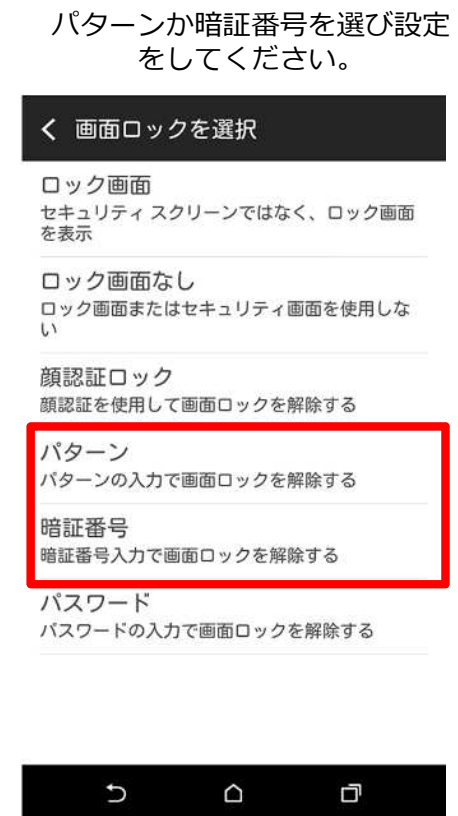 パターンか暗証番号を選び設定
をしてください。
画面ロックを選択
ロック画面
セキュリティ スクリーンではなく、ロック画面
を表示
ロック画面なし
ロック画面またはセキュリティ画面を使用しな
い
顔認証ロック
顔認証を使用して画面ロックを解除する
パターン
パターンの入力で画面ロックを解除する
暗証番号
暗証番号入力で画面ロックを解除する
パスワード
パスワードの入力で画面ロックを解除する